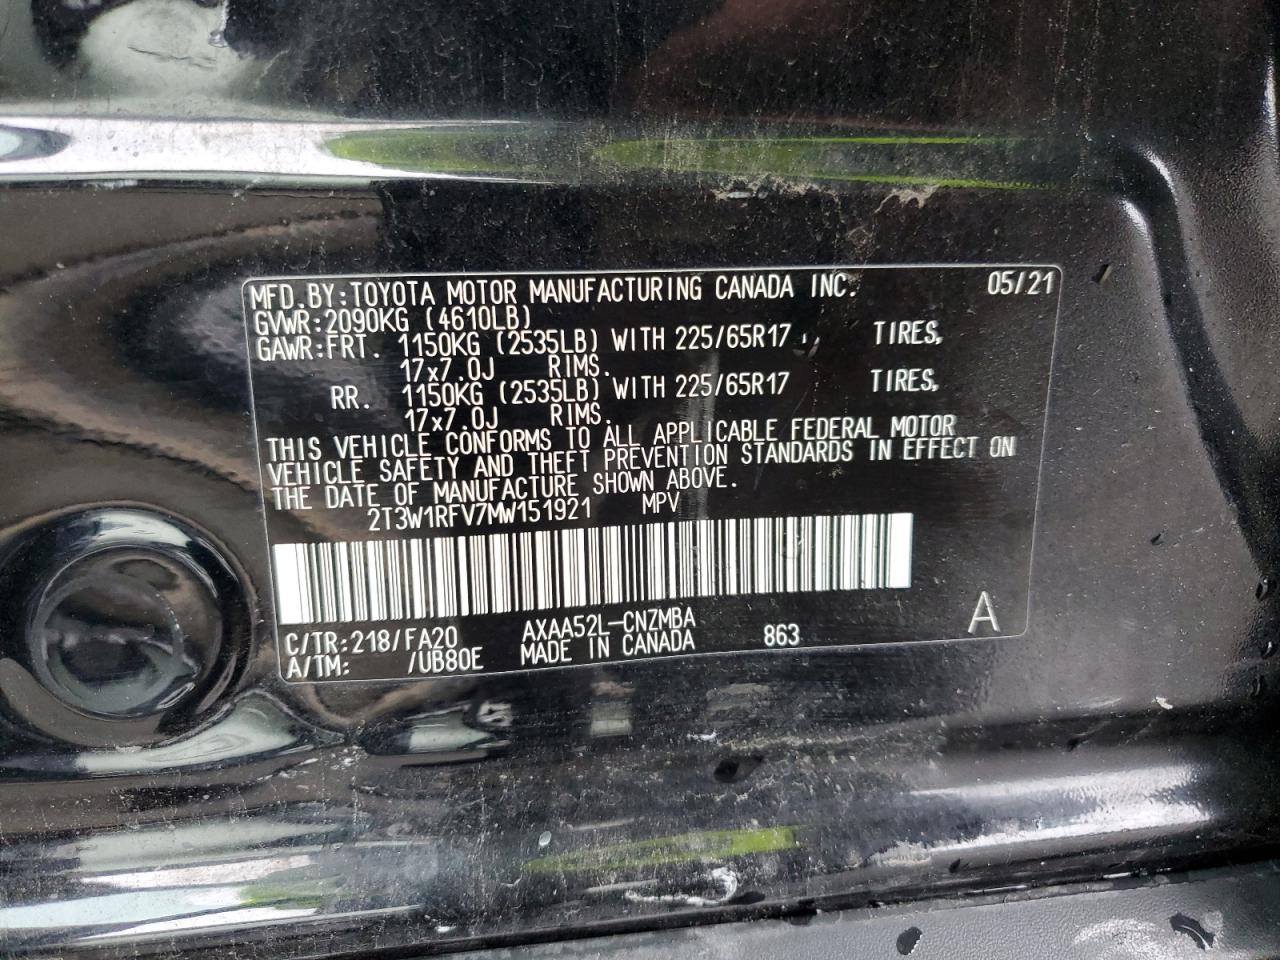 MFD.BY:TOYOTA MOTOR MANUFACTURING CANADA INC. 05/21
GVWR:2090KG (4610LB)
GAWR:FRT. 1150KG (2535LB) WITH 225/65R17 , TIRES,
17x7.0J RIMS.
RR. 1150KG (2535LB) WITH 225/65R17 TIRES,
17x7.0J RIMS.
THIS VEHICLE CONFORMS TO ALL APPLICABLE FEDERAL MOTOR
VEHICLE SAFETY AND THEFT PREVENTION STANDARDS IN EFFECT ON
THE DATE OF MANUFACTURE SHOWN ABOVE.
2T3W1RFV7MW151921 MPV
C/TR:218/FA20 AXAA52L-CNZMBA 863 A
A/TM: /UB80E MADE IN CANADA